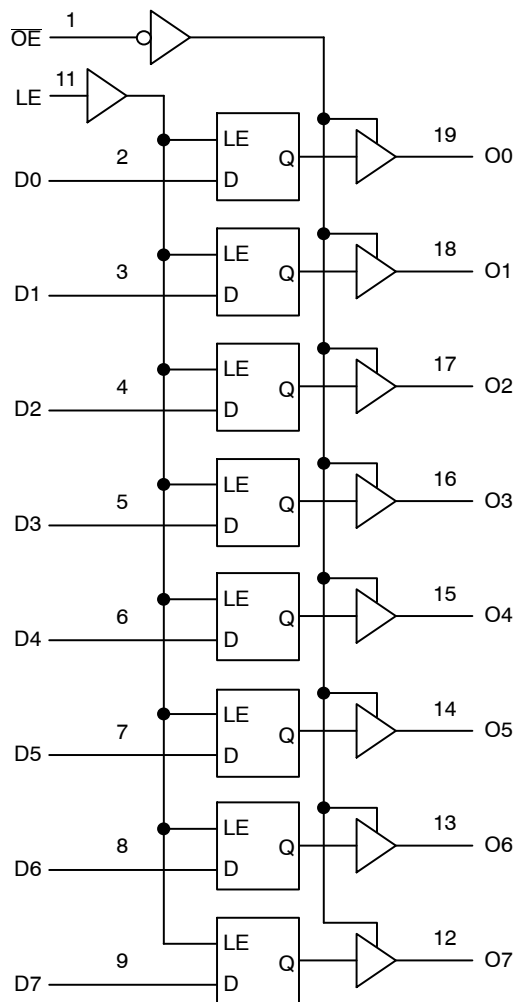 O̅E̅ 1
LE 11
LE
D0 2 D Q 19 O0
LE
D1 3 D Q 18 O1
LE
D2 4 D Q 17 O2
LE
D3 5 D Q 16 O3
LE
D4 6 D Q 15 O4
LE
D5 7 D Q 14 O5
LE
D6 8 D Q 13 O6
LE
D7 9 D Q 12 O7